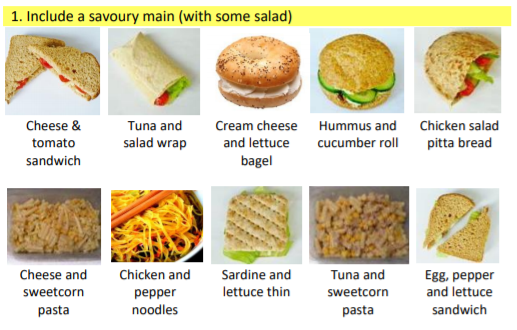 1. Include a savoury main (with some salad)
Cheese &
tomato
sandwich
Tuna and
salad wrap
Cream cheese
and lettuce
bagel
Hummus and
cucumber roll
Chicken salad
pitta bread
Cheese and
sweetcorn
pasta
Chicken and
pepper
noodles
Sardine and
lettuce thin
Tuna and
sweetcorn
pasta
Egg, pepper
and lettuce
sandwich